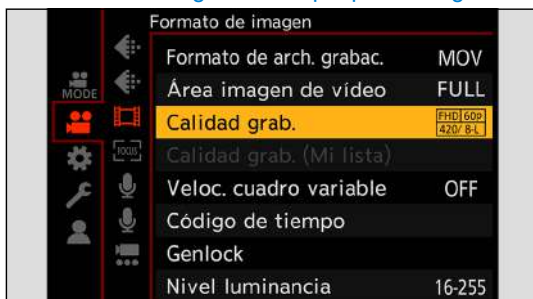 Formato de imagen
Formato de arch. grabac. MOV
MODE
Área imagen de vídeo FULL
Calidad grab. FHD 60p 420/8-L
FOCUS
Calidad grab. (Mi lista)
Veloc. cuadro variable OFF
Código de tiempo
Genlock
Nivel luminancia 16-255